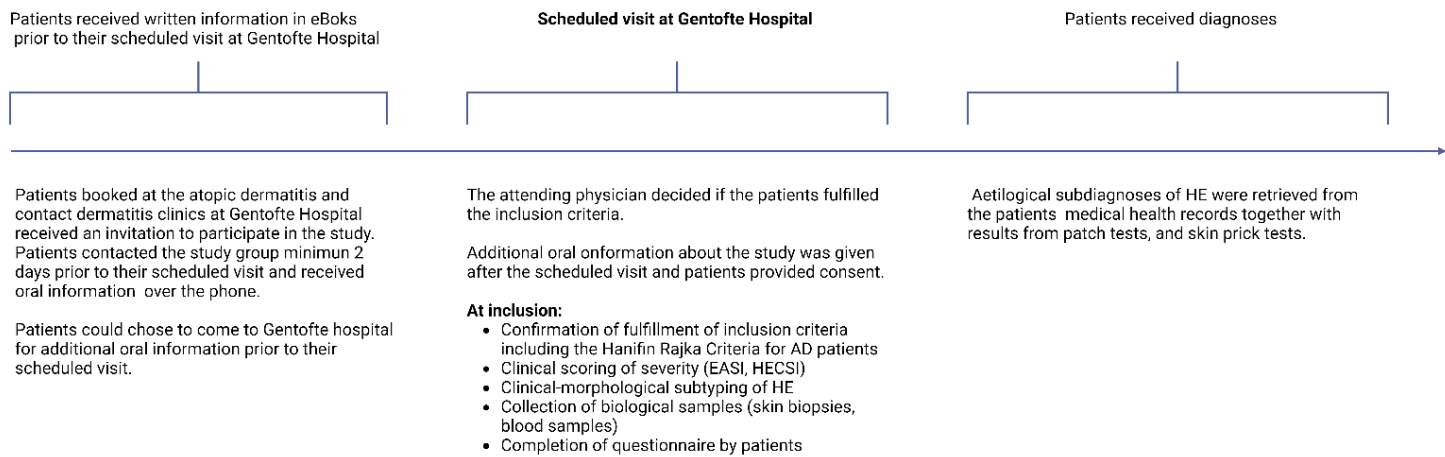 Patients received written information in eBoks
prior to their scheduled visit at Gentofte Hospital
Scheduled visit at Gentofte Hospital
Patients received diagnoses
Patients booked at the atopic dermatitis and
contact dermatitis clinics at Gentofte Hospital
received an invitation to participate in the study.
Patients contacted the study group minimun 2
days prior to their scheduled visit and received
oral information over the phone.
Patients could chose to come to Gentofte hospital
for additional oral information prior to their
scheduled visit.
The attending physician decided if the patients fulfilled
the inclusion criteria.
Additional oral onformation about the study was given
after the scheduled visit and patients provided consent.
At inclusion:
• Confirmation of fulfillment of inclusion criteria
including the Hanifin Rajka Criteria for AD patients
• Clinical scoring of severity (EASI, HECSI)
• Clinical-morphological subtyping of HE
• Collection of biological samples (skin biopsies,
blood samples)
• Completion of questionnaire by patients
Aetilogical subdiagnoses of HE were retrieved from
the patients medical health records together with
results from patch tests, and skin prick tests.